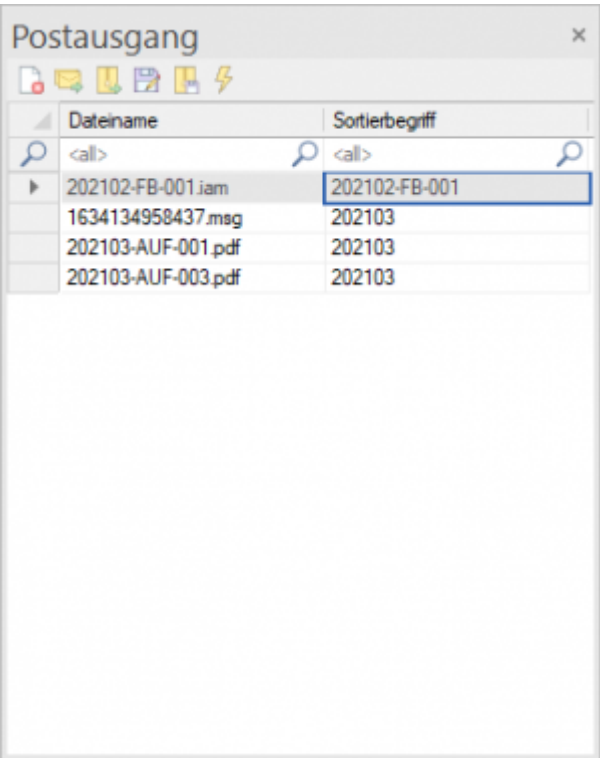 Postausgang
Dateiname Sortierbegriff
<all> <all>
202102-FB-001.iam 202102-FB-001
1634134958437.msg 202103
202103-AUF-001.pdf 202103
202103-AUF-003.pdf 202103